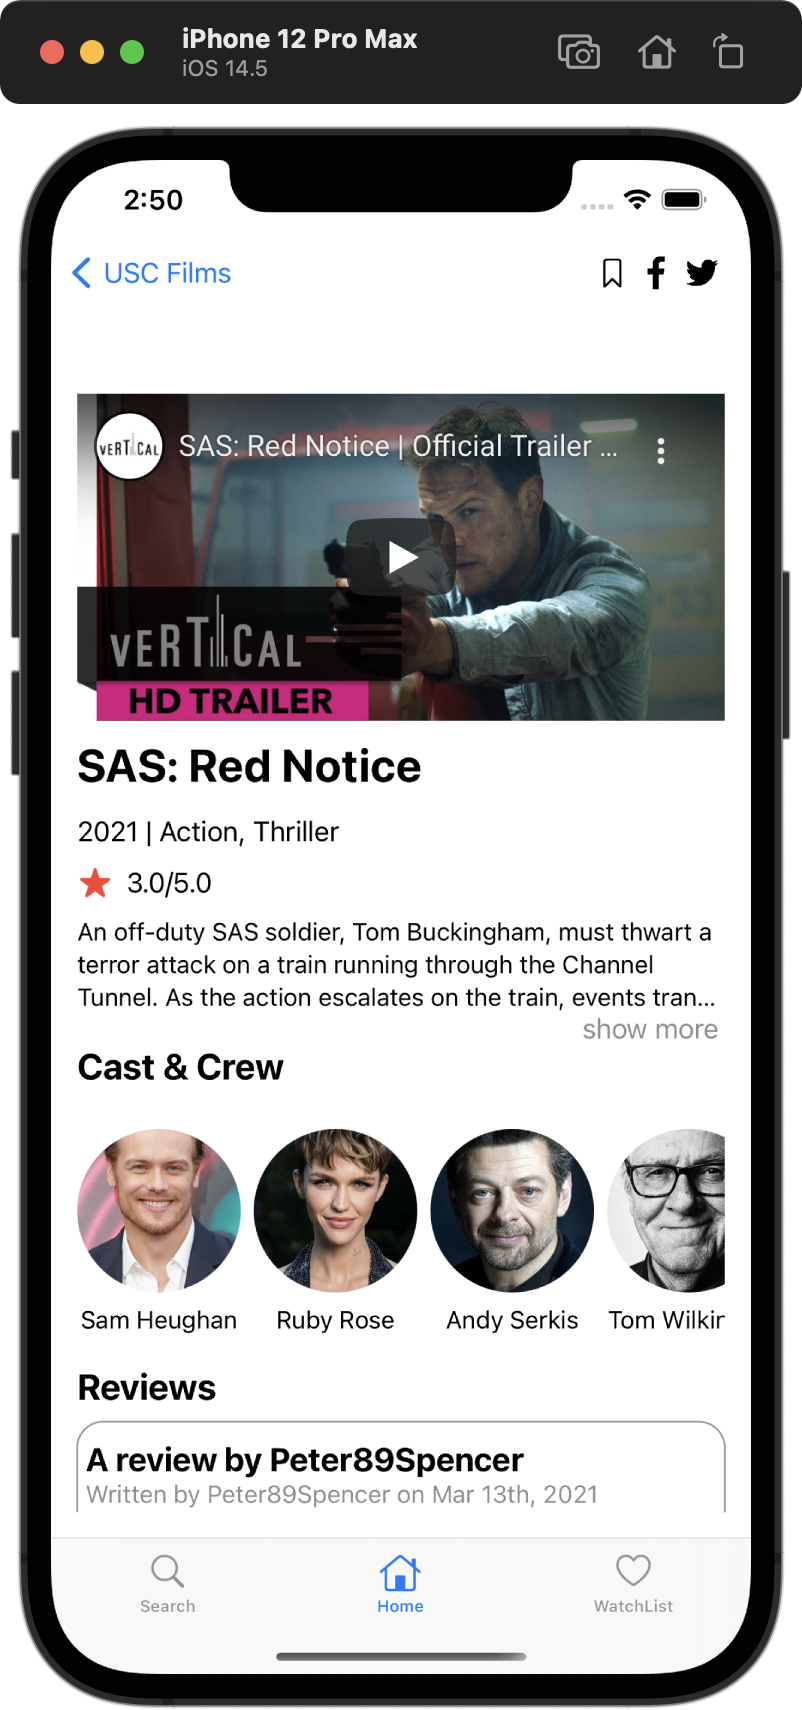 iPhone 12 Pro Max
iOS 14.5
2:50
USC Films
VERTICAL
SAS: Red Notice | Official Trailer ...
VERTICAL
HD TRAILER
SAS: Red Notice
2021 | Action, Thriller
3.0/5.0
An off-duty SAS soldier, Tom Buckingham, must thwart a
terror attack on a train running through the Channel
Tunnel. As the action escalates on the train, events tran...
show more
Cast & Crew
Sam Heughan
Ruby Rose
Andy Serkis
Tom Wilkin
Reviews
A review by Peter89Spencer
Written by Peter89Spencer on Mar 13th, 2021
Search
Home
WatchList